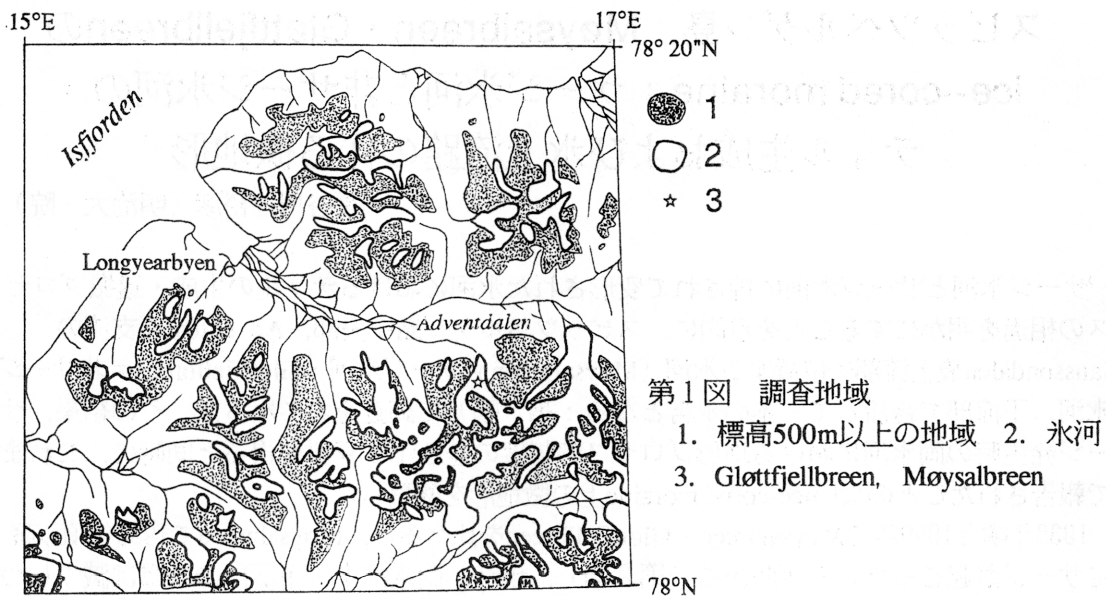 15°E
17°E
78° 20"N
Isfjorden
1
2
3
Longyearbyen
Adventdalen
第1図 調査地域
1. 標高500m以上の地域 2. 氷河
3. Gløttfjellbreen, Møysalbreen
78°N